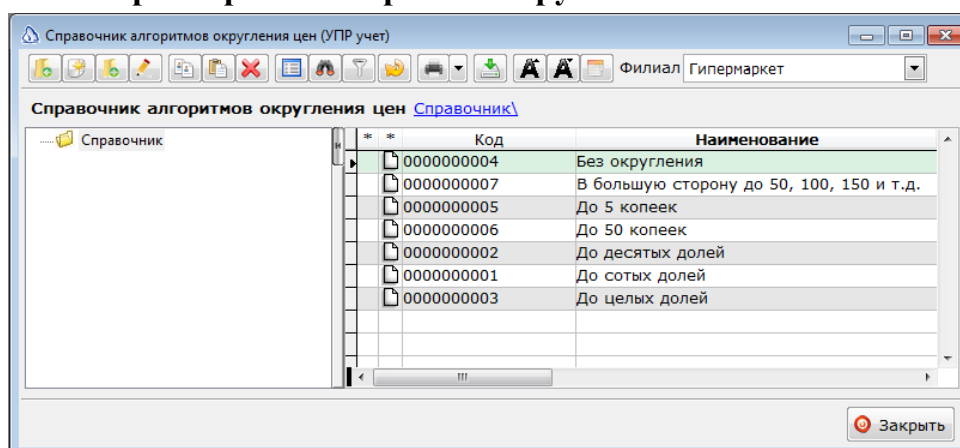 Справочник алгоритмов округления цен (УПР учет)
Филиал Гипермаркет
Справочник алгоритмов округления цен Справочник\
Справочник
* * Код Наименование
0000000004 Без округления
0000000007 В большую сторону до 50, 100, 150 и т.д.
0000000005 До 5 копеек
0000000006 До 50 копеек
0000000002 До десятых долей
0000000001 До сотых долей
0000000003 До целых долей
Закрыть